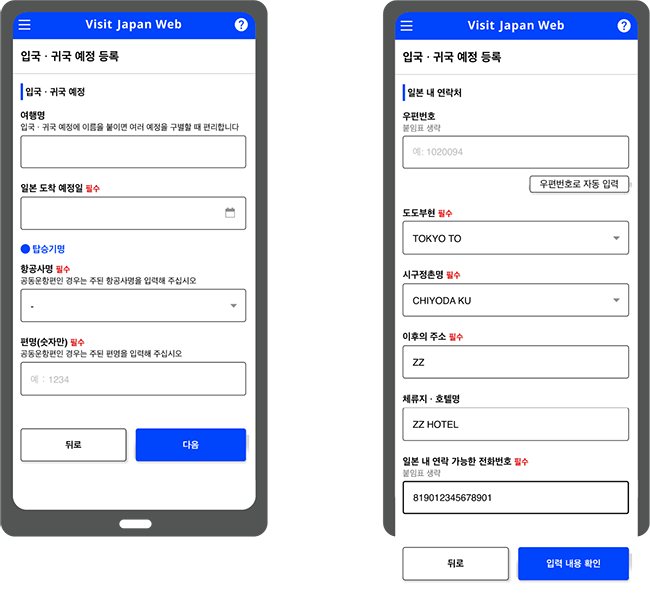 Visit Japan Web
?
입국 · 귀국 예정 등록
입국 · 귀국 예정
여행명
입국 · 귀국 예정에 이름을 붙이면 여러 예정을 구별할 때 편리합니다
일본 도착 예정일 필수
탑승기명
항공사명 필수
공동운항편인 경우는 주된 항공사명을 입력해 주십시오
-
편명(숫자만) 필수
공동운항편인 경우는 주된 편명을 입력해 주십시오
예 : 1234
뒤로
다음
Visit Japan Web
?
입국 · 귀국 예정 등록
일본 내 연락처
우편번호
붙임표 생략
예: 1020094
우편번호로 자동 입력
도도부현 필수
TOKYO TO
시구정촌명 필수
CHIYODA KU
이후의 주소 필수
ZZ
체류지 · 호텔명
ZZ HOTEL
일본 내 연락 가능한 전화번호 필수
붙임표 생략
819012345678901
뒤로
입력 내용 확인